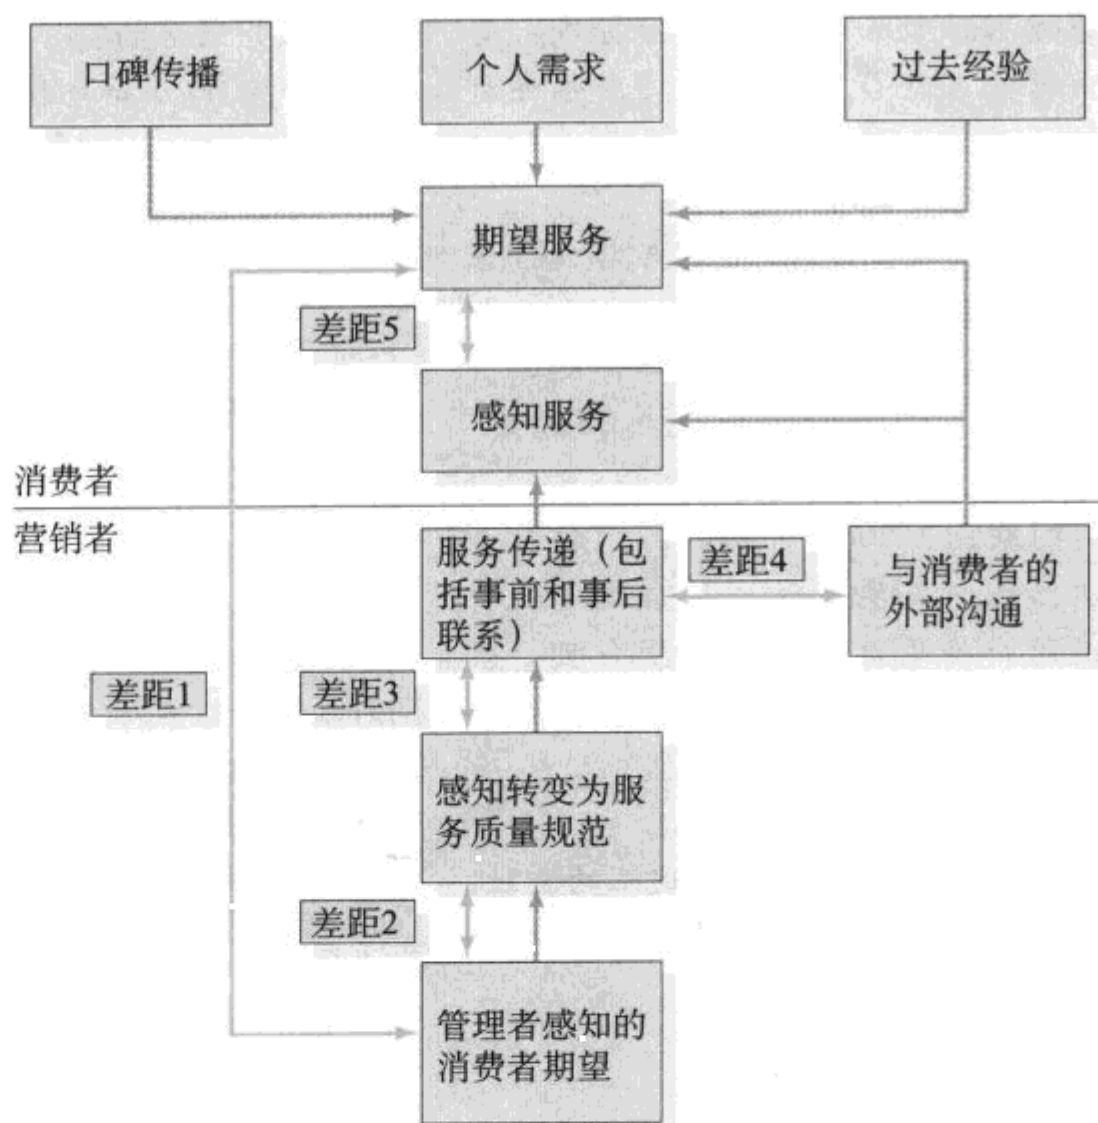 口碑传播
个人需求
过去经验
期望服务
差距5
感知服务
消费者
营销者
服务传递（包
括事前和事后
联系）
差距4
与消费者的
外部沟通
差距1
差距3
感知转变为服
务质量规范
差距2
管理者感知的
消费者期望